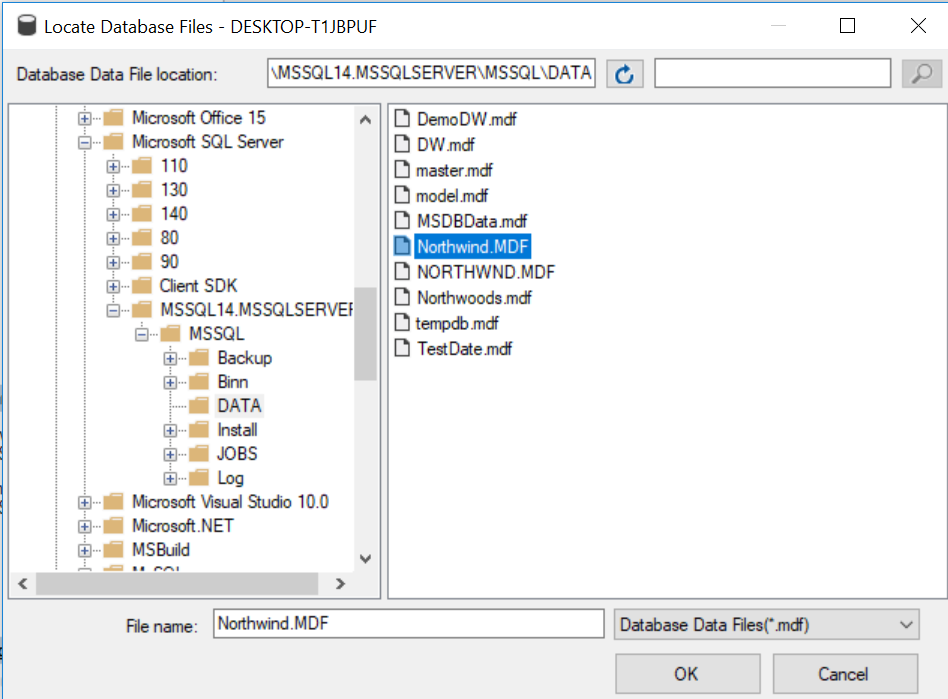 Locate Database Files - DESKTOP-T1JBPUF
Database Data File location:
\MSSQL14.MSSQLSERVER\MSSQL\DATA
Microsoft Office 15
Microsoft SQL Server
110
130
140
80
90
Client SDK
MSSQL14.MSSQLSERVER
MSSQL
Backup
Binn
DATA
Install
JOBS
Log
Microsoft Visual Studio 10.0
Microsoft.NET
MSBuild
DemoDW.mdf
DW.mdf
master.mdf
model.mdf
MSDBData.mdf
Northwind.MDF
NORTHWND.MDF
Northwoods.mdf
tempdb.mdf
TestDate.mdf
File name:
Northwind.MDF
Database Data Files(*.mdf)
OK
Cancel